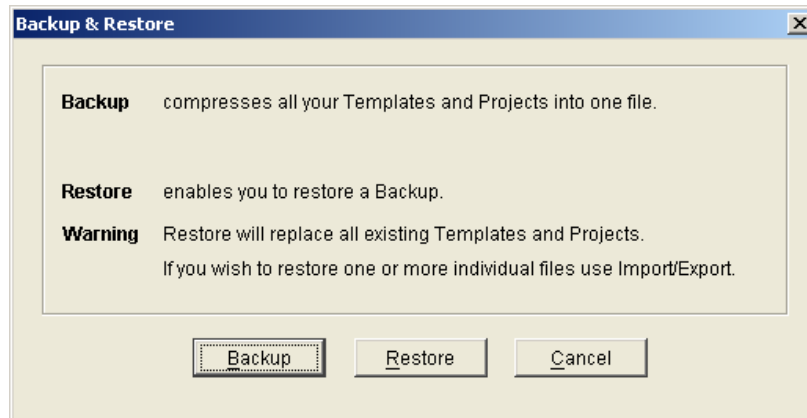 Backup & Restore
Backup compresses all your Templates and Projects into one file.
Restore enables you to restore a Backup.
Warning Restore will replace all existing Templates and Projects.
If you wish to restore one or more individual files use Import/Export.
Backup Restore Cancel